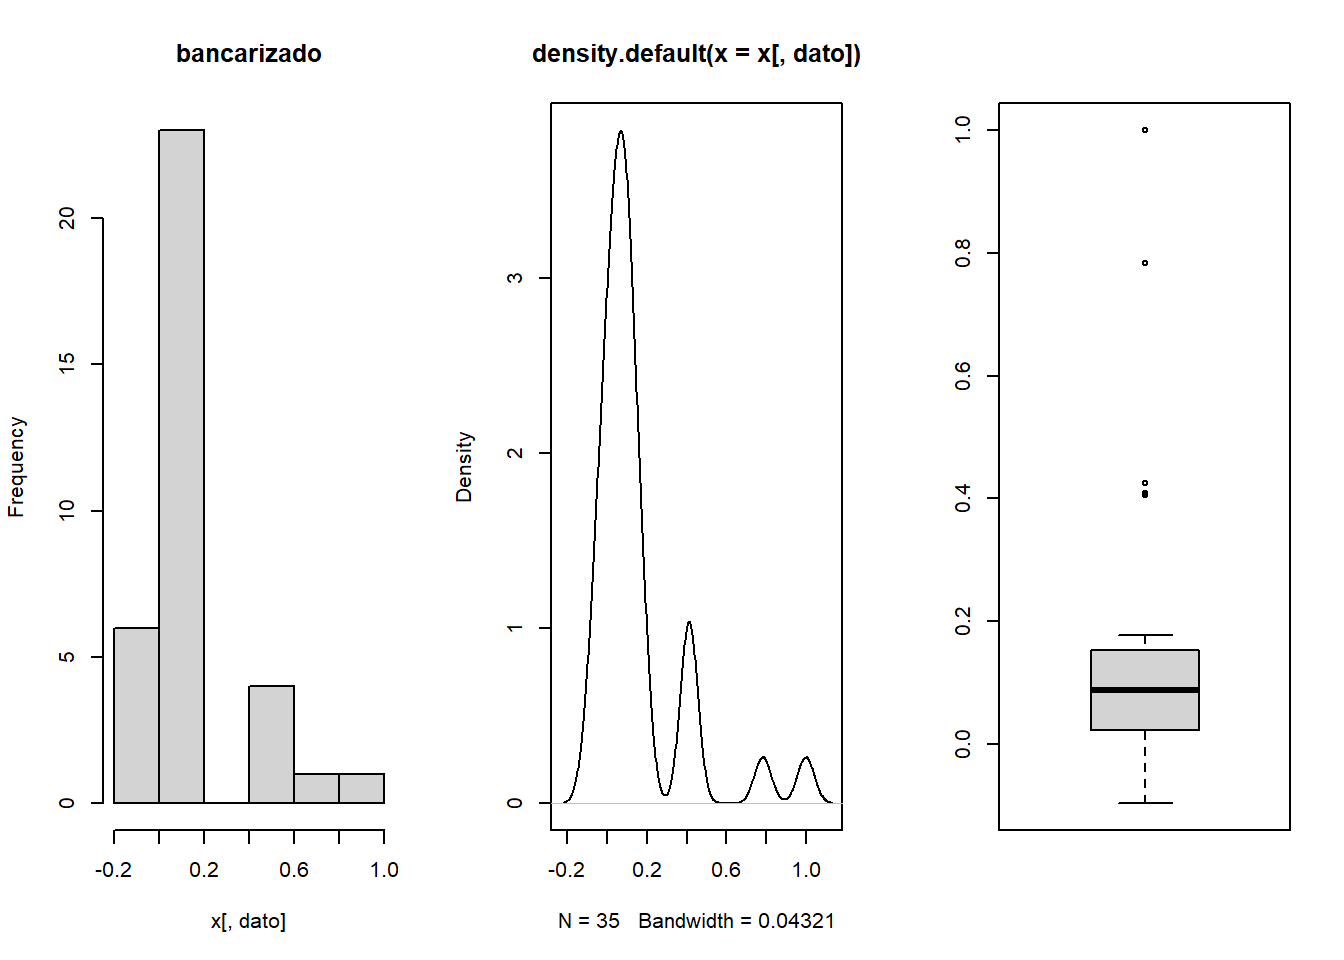 bancarizado
Frequency
20
15
10
5
0
-0.2 0.2 0.6 1.0
x[, dato]
density.default(x = x[, dato])
Density
3
2
1
0
-0.2 0.2 0.6 1.0
N = 35 Bandwidth = 0.04321
1.0
0.8
0.6
0.4
0.2
0.0